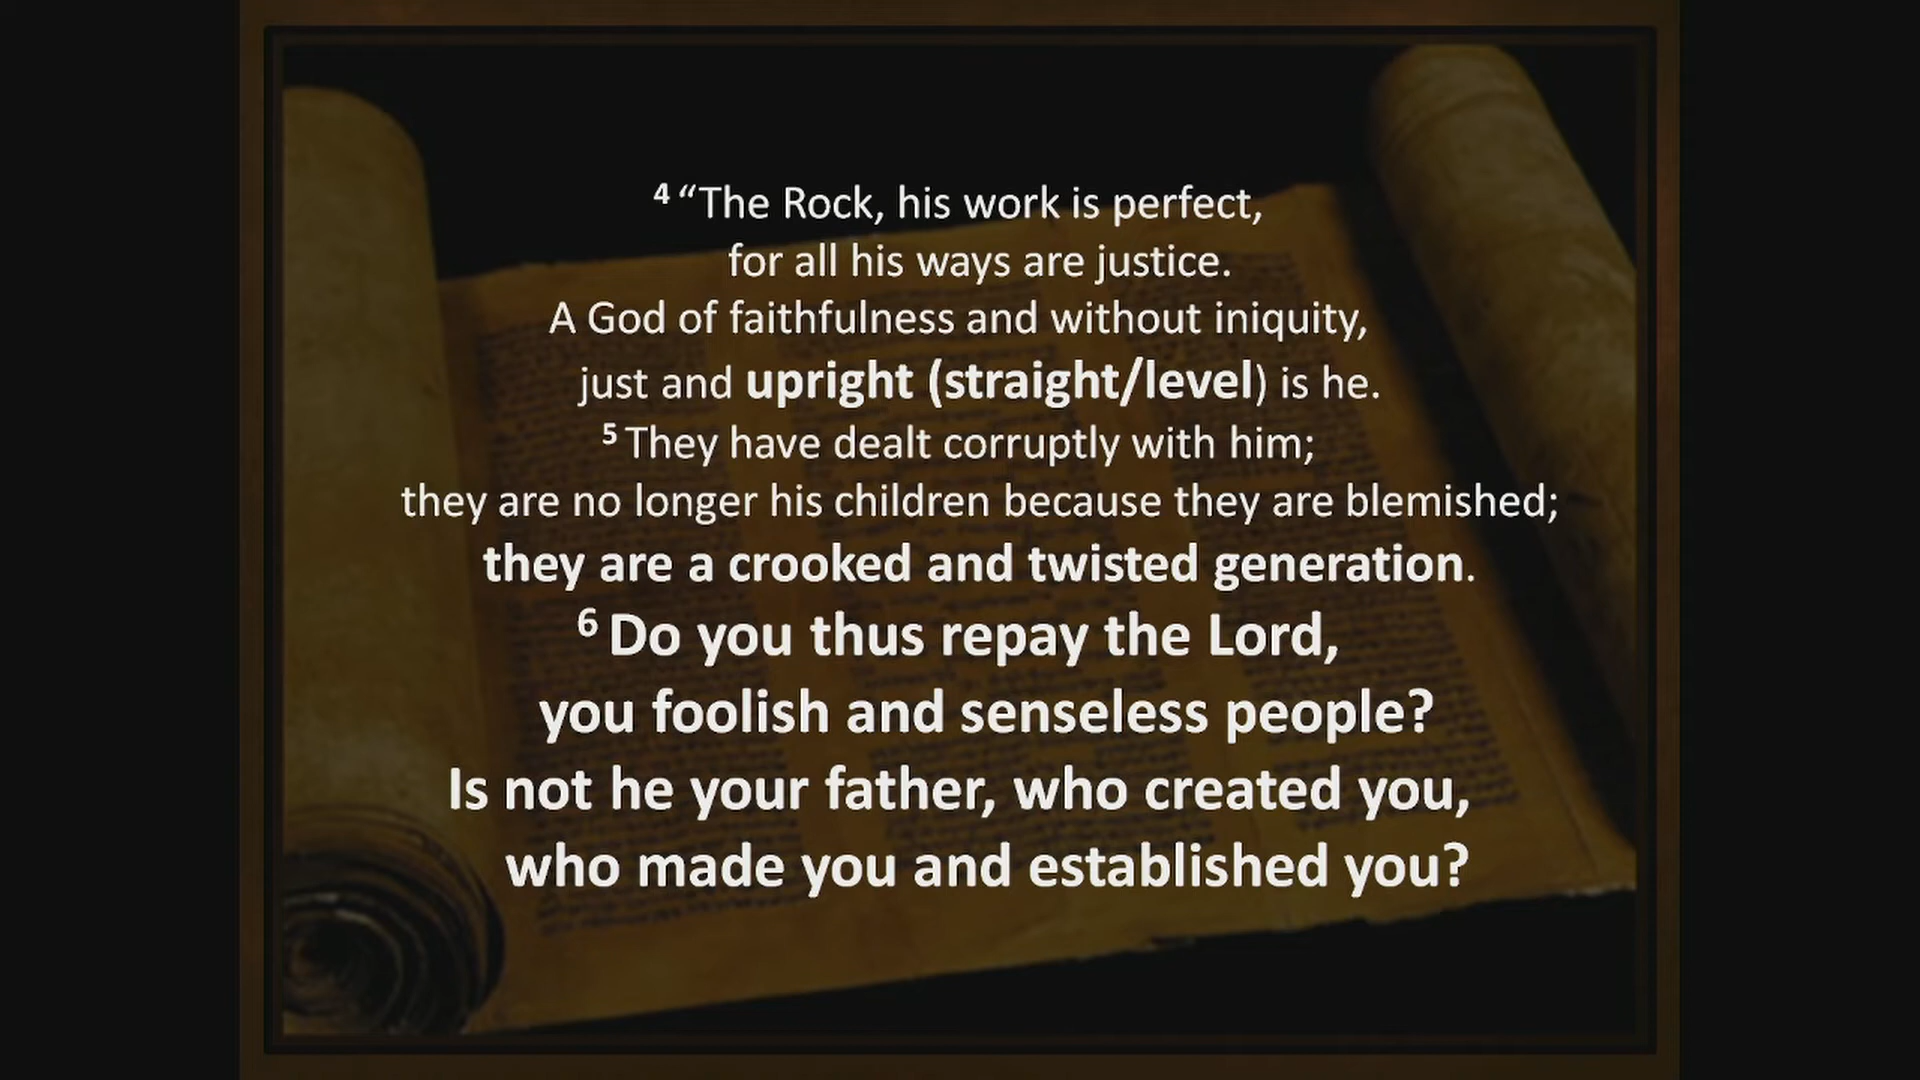 4 “The Rock, his work is perfect,
for all his ways are justice.
A God of faithfulness and without iniquity,
just and upright (straight/level) is he.
5 They have dealt corruptly with him;
they are no longer his children because they are blemished;
they are a crooked and twisted generation.
6 Do you thus repay the Lord,
you foolish and senseless people?
Is not he your father, who created you,
who made you and established you?